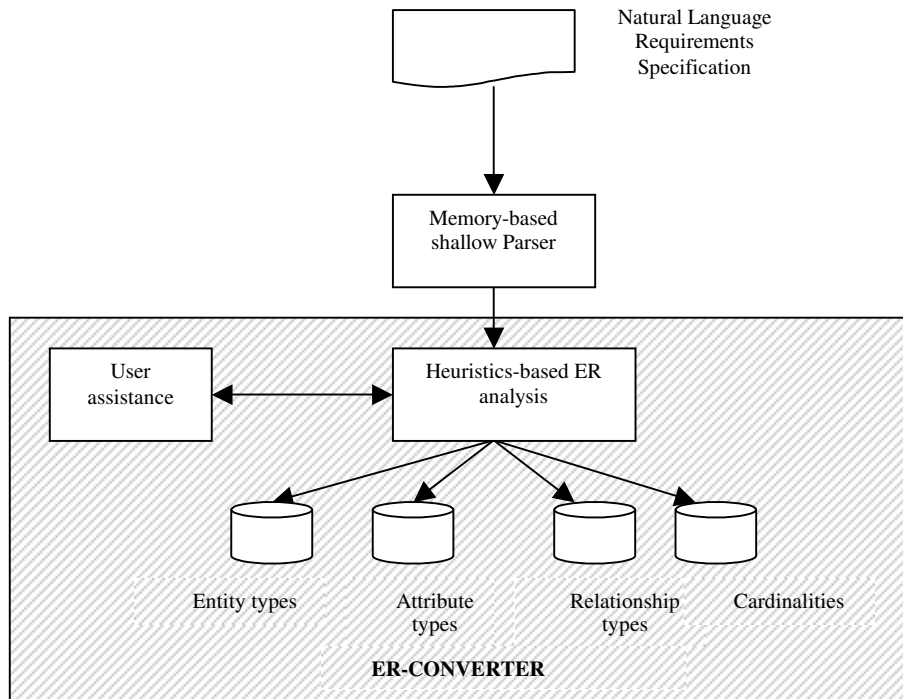 Natural Language
Requirements
Specification
Memory-based
shallow Parser
User
assistance
Heuristics-based ER
analysis
Entity types
Attribute
types
Relationship
types
Cardinalities
ER-CONVERTER